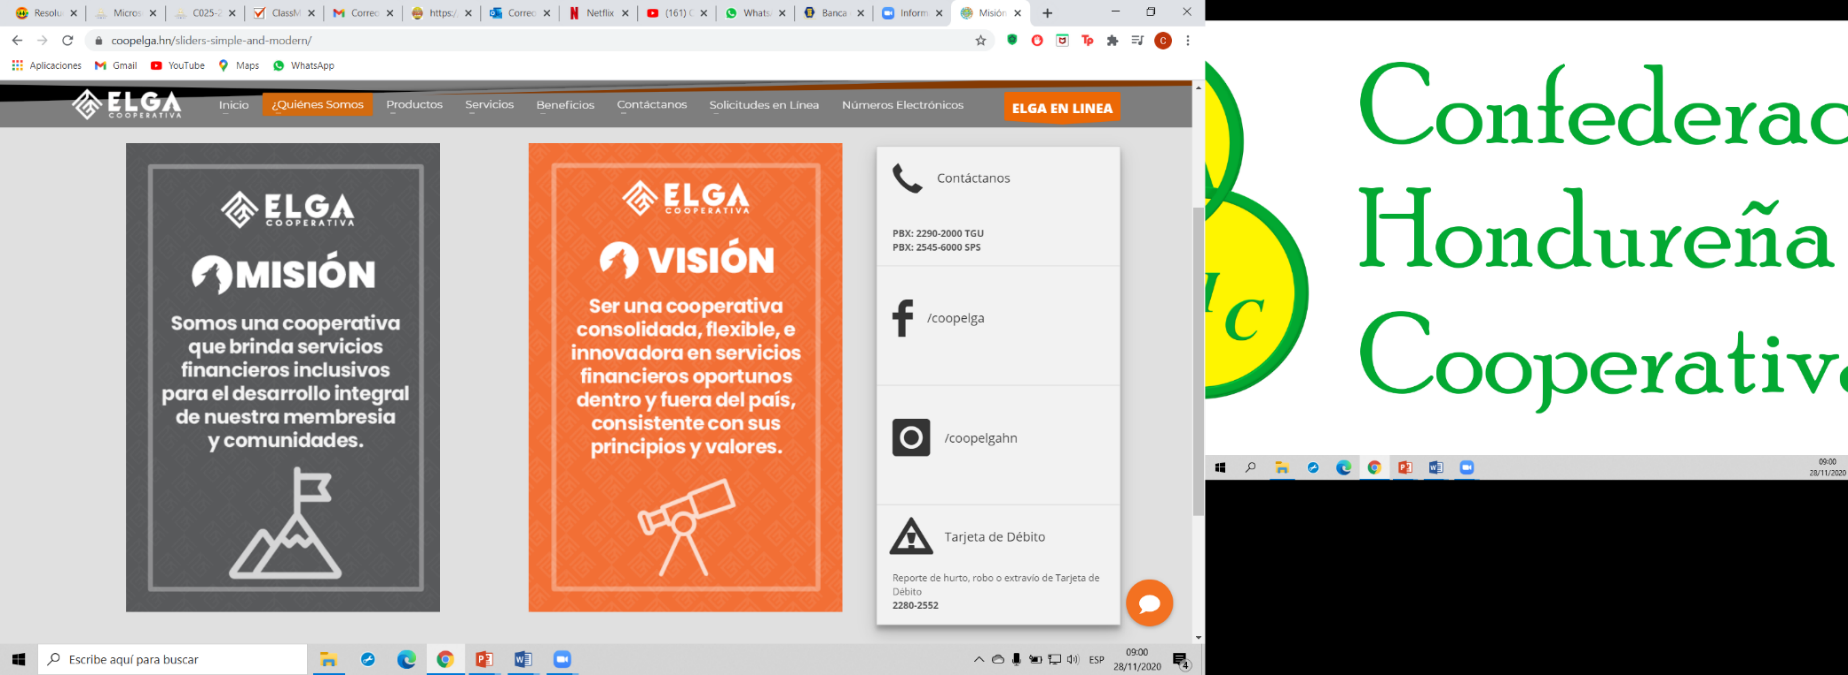 Resolu
Micros
C025-2
ClassM
Correo
https:/
Correo
Netflix
(161) C
Whats
Banca
Inform
Misión
coopelga.hn/sliders-simple-and-modern/
Aplicaciones
Gmail
YouTube
Maps
WhatsApp
ELGA
COOPERATIVA
Inicio
¿Quiénes Somos
Productos
Servicios
Beneficios
Contáctanos
Solicitudes en Línea
Números Electrónicos
ELGA EN LINEA
ELGA
COOPERATIVA
MISIÓN
Somos una cooperativa
que brinda servicios
financieros inclusivos
para el desarrollo integral
de nuestra membresia
y comunidades.
ELGA
COOPERATIVA
VISIÓN
Ser una cooperativa
consolidada, flexible, e
innovadora en servicios
financieros oportunos
dentro y fuera del país,
consistente con sus
principios y valores.
Contáctanos
PBX: 2290-2000 TGU
PBX: 2545-6000 SPS
/coopelga
/coopelgahn
Tarjeta de Débito
Reporte de hurto, robo o extravío de Tarjeta de
Débito
2280-2552
Escribe aquí para buscar
ESP
09:00
28/11/2020
4
C
Confederac
Hondureña
Cooperativa
09:00
28/11/2020